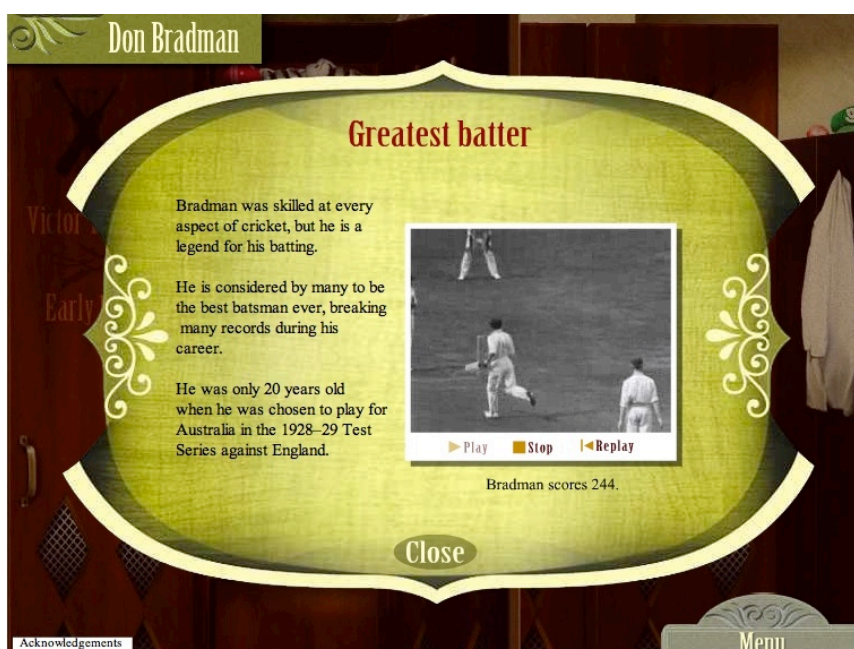 Don Bradman
Greatest batter
Victor
Early
Bradman was skilled at every
aspect of cricket, but he is a
legend for his batting.
He is considered by many to be
the best batsman ever, breaking
many records during his
career.
He was only 20 years old
when he was chosen to play for
Australia in the 1928–29 Test
Series against England.
Play Stop Replay
Bradman scores 244.
Close
Acknowledgements
Menu